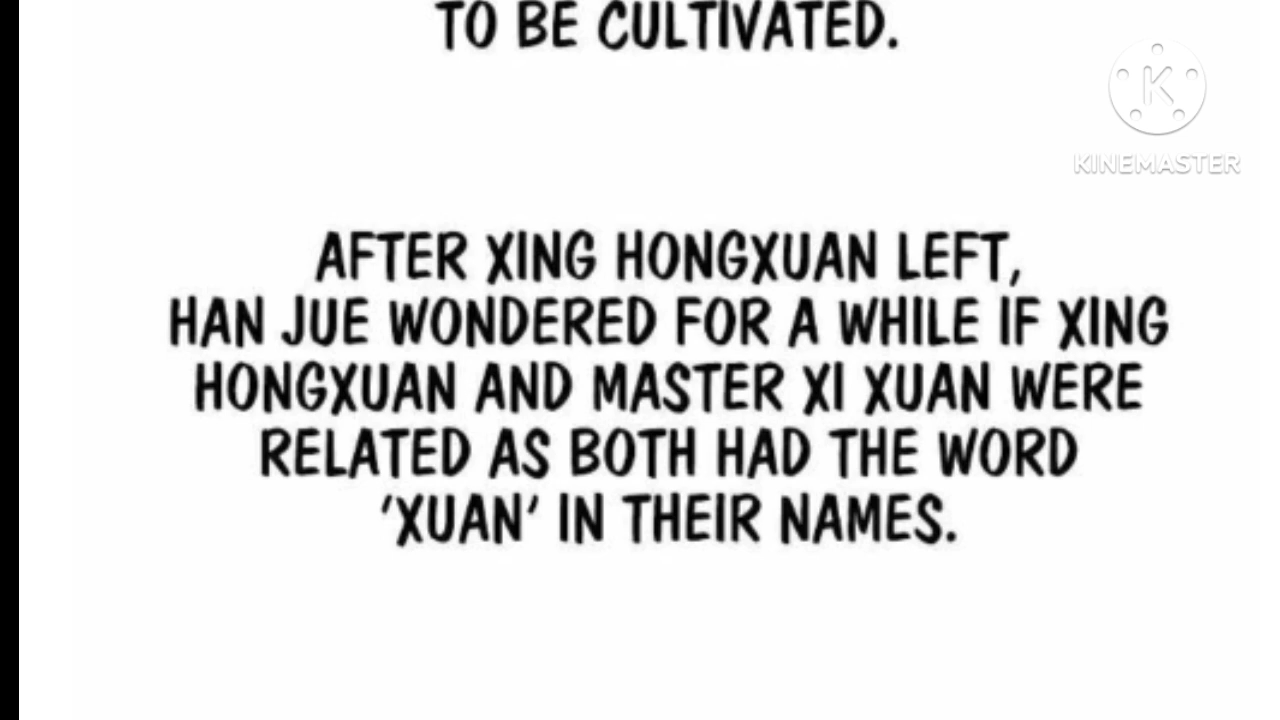 TO BE CULTIVATED.
K
KINEMASTER
AFTER XING HONGXUAN LEFT,
HAN JUE WONDERED FOR A WHILE IF XING
HONGXUAN AND MASTER XI XUAN WERE
RELATED AS BOTH HAD THE WORD
'XUAN' IN THEIR NAMES.